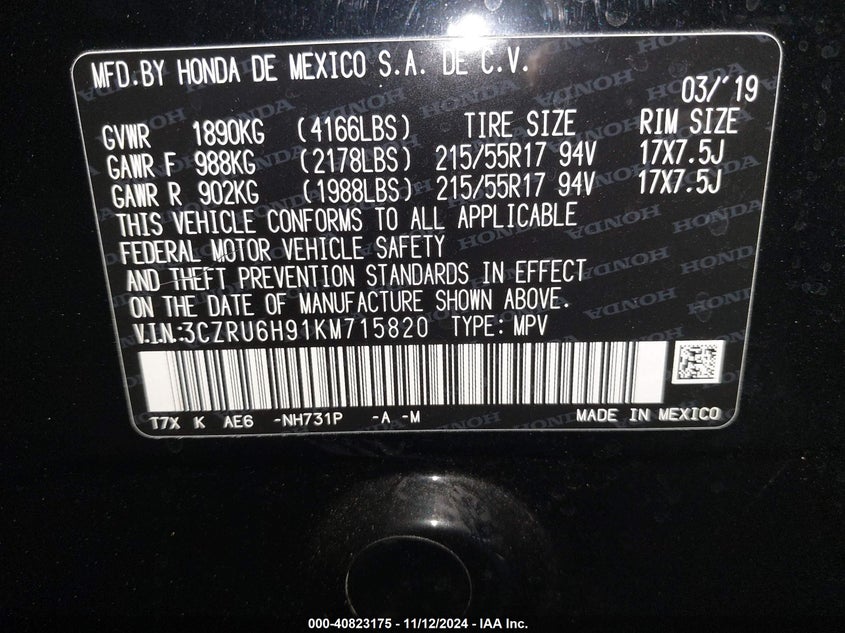 MFD.BY HONDA DE MEXICO S.A. DE C.V.
03/'19
GVWR 1890KG (4166LBS) TIRE SIZE RIM SIZE
GAWR F 988KG (2178LBS) 215/55R17 94V 17X7.5J
GAWR R 902KG (1988LBS) 215/55R17 94V 17X7.5J
THIS VEHICLE CONFORMS TO ALL APPLICABLE
FEDERAL MOTOR VEHICLE SAFETY
AND THEFT PREVENTION STANDARDS IN EFFECT
ON THE DATE OF MANUFACTURE SHOWN ABOVE.
V.I.N.:3CZRU6H91KM715820 TYPE: MPV
T7X K AE6 -NH731P -A -M MADE IN MEXICO
000-40823175 - 11/12/2024 - IAA Inc.